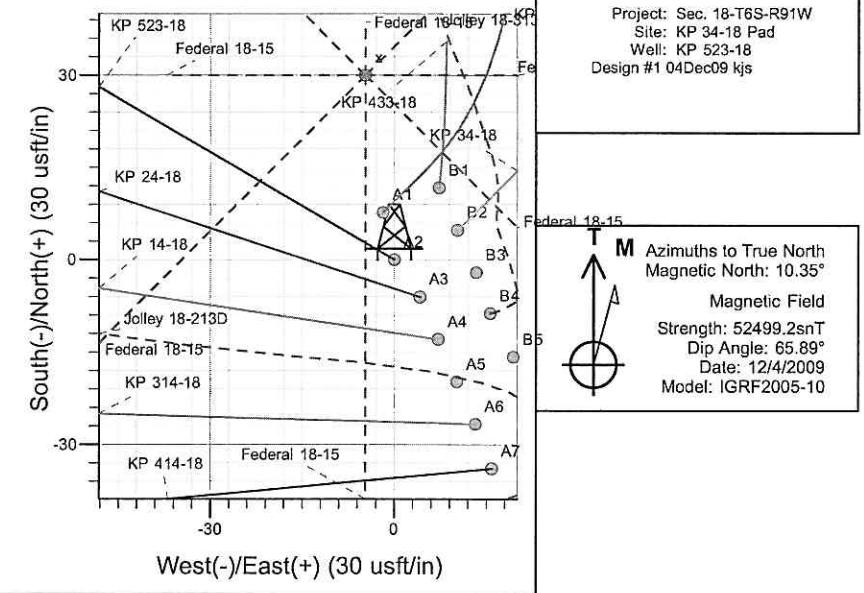 Project: Sec. 18-T6S-R91W
Site: KP 34-18 Pad
Well: KP 523-18
Design #1 04Dec09 kjs
KP 523-18
Federal 18-15
Federal 18-15
Jolley 18-313
KP
Fe
30
KP 433-18
KP 34-18
KP 24-18
B1
A1
B2
Federal 18-15
KP 14-18
A2
0
B3
A3
B4
Jolley 18-213D
A4
B5
Federal 18-15
A5
KP 314-18
A6
-30
KP 414-18
Federal 18-15
A7
-30
0
South(-)/North(+) (30 usft/in)
West(-)/East(+) (30 usft/in)
T
M
Azimuths to True North
Magnetic North: 10.35°
Magnetic Field
Strength: 52499.2snT
Dip Angle: 65.89°
Date: 12/4/2009
Model: IGRF2005-10